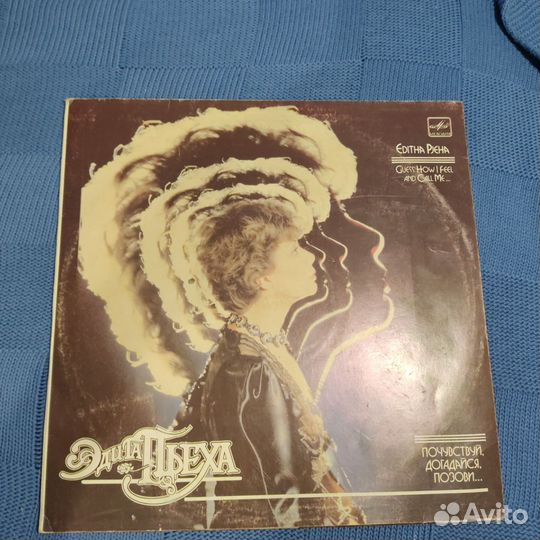 EDITHA PIEHA
GUESS HOW I FEEL
AND CALL ME...
Эдита Пьеха
ПОЧУВСТВУЙ,
ДОГАДАЙСЯ,
ПОЗОВИ...
Avito